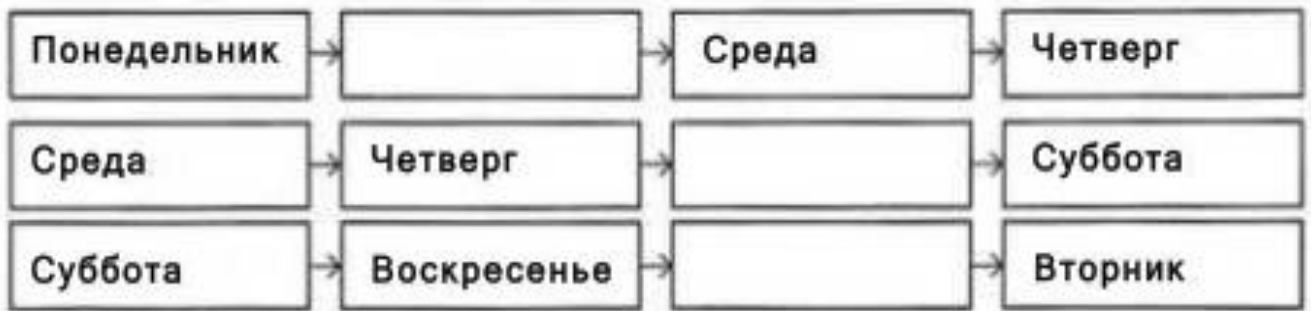 Понедельник Среда Четверг
Среда Четверг Суббота
Суббота Воскресенье Вторник